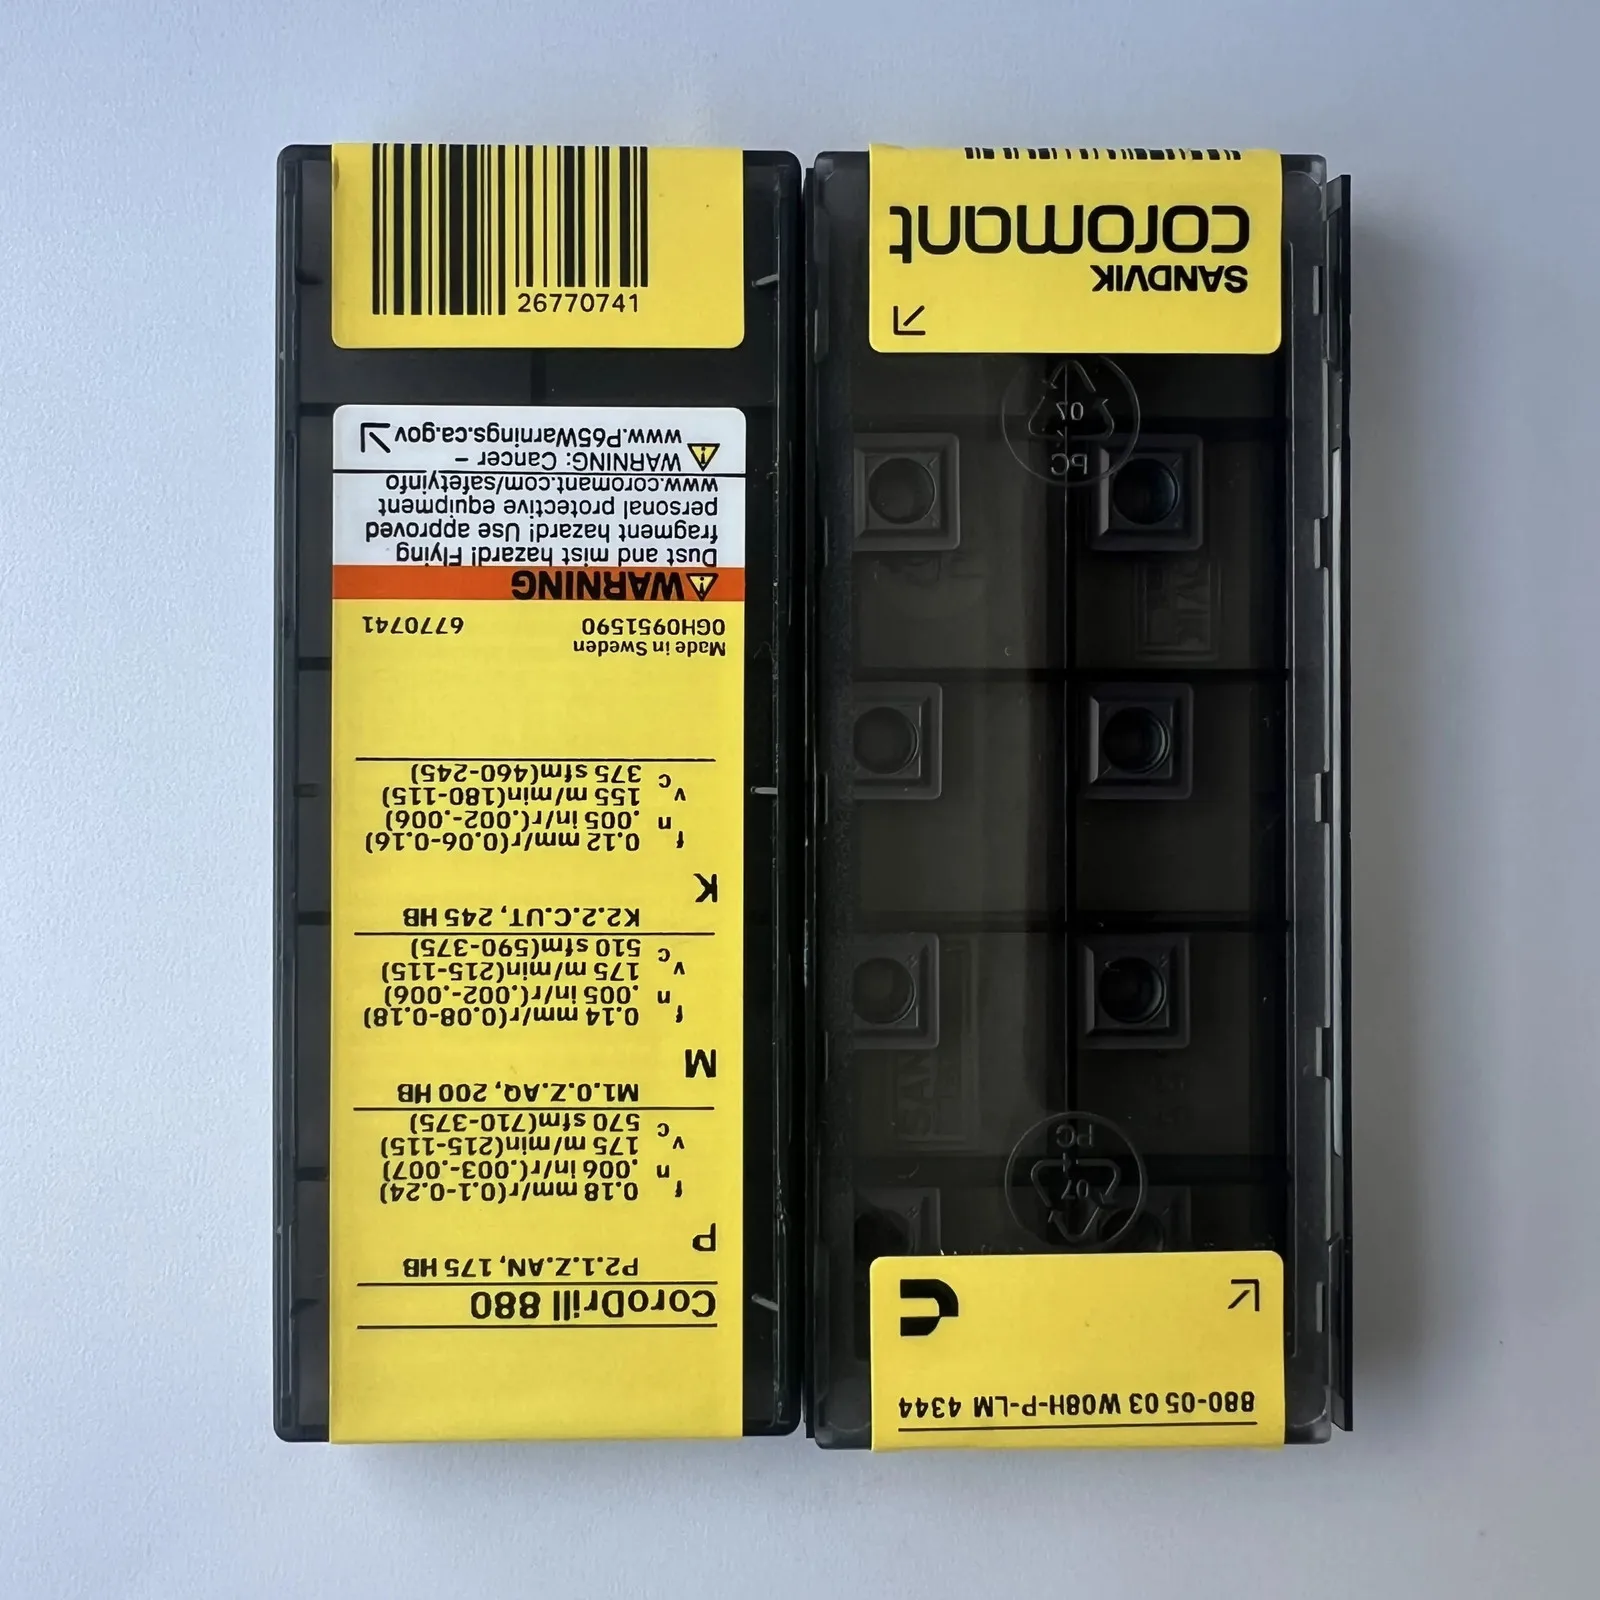 CoroDrill 880
P2.1.Z.AN, 175 HB
P
f n 0.18 mm/r(0.1-0.24)
.006 in/r(.003-.007)
v c 175 m/min(215-115)
570 sfm(710-375)
M1.0.Z.AQ, 200 HB
M
f n 0.14 mm/r(0.08-0.18)
.005 in/r(.002-.006)
v c 175 m/min(215-115)
510 sfm(590-375)
K2.2.C.UT, 245 HB
K
f n 0.12 mm/r(0.06-0.16)
.005 in/r(.002-.006)
v c 155 m/min(180-115)
375 sfm(460-245)
Made in Sweden
0GH0951590 6770741
WARNING
Dust and mist hazard! Flying
fragment hazard! Use approved
personal protective equipment
www.coromant.com/safetyinfo
WARNING: Cancer –
www.P65Warnings.ca.gov
26770741
880-05 03 W08H-P-LM 4344
PC
07
SAN
07
PC
SANDVIK
coromant